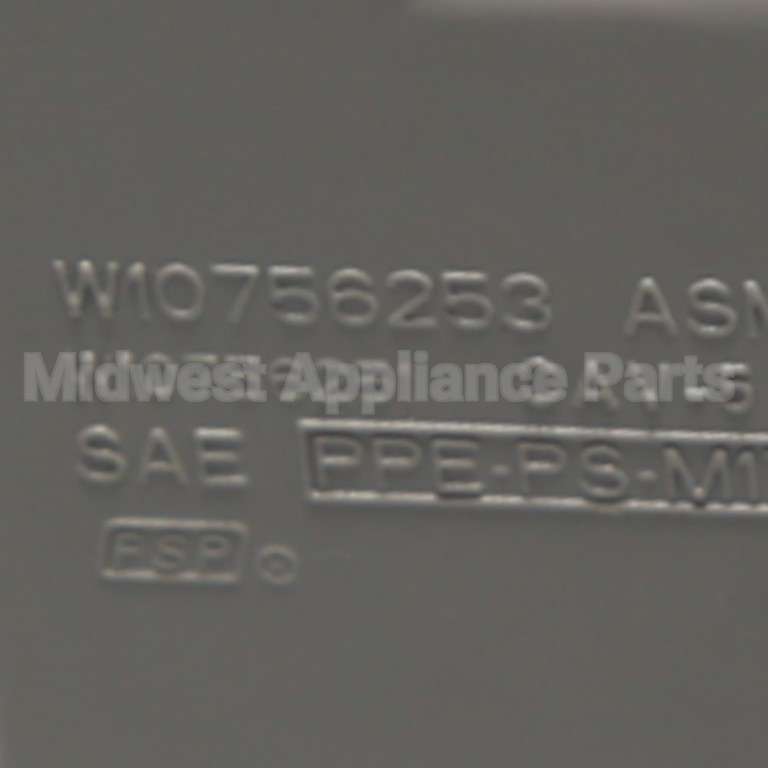 W10756253 ASM
Midwest Appliance Parts
SAE PPE-PS-M1
FSP ®